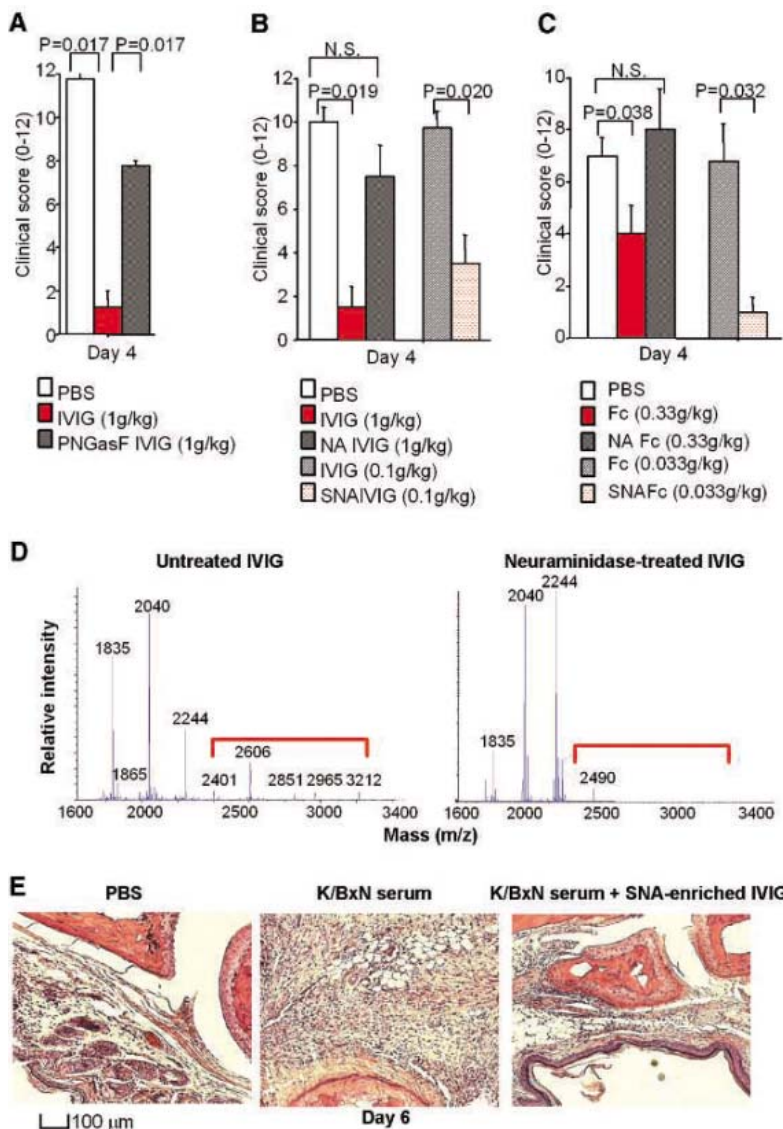 A
B
C
P=0.017 P=0.017
N.S.
P=0.019
P=0.020
N.S.
P=0.038
P=0.032
Clinical score (0-12)
12
10
8
6
4
2
0
Day 4
PBS
IVIG (1g/kg)
PNGasF IVIG (1g/kg)
Clinical score (0-12)
10
8
6
4
2
0
Day 4
PBS
IVIG (1g/kg)
NA IVIG (1g/kg)
IVIG (0.1g/kg)
SNAIVIG (0.1g/kg)
Clinical score (0-12)
10
8
6
4
2
0
Day 4
PBS
Fc (0.33g/kg)
NA Fc (0.33g/kg)
Fc (0.033g/kg)
SNAFc (0.033g/kg)
D
Untreated IVIG
Neuraminidase-treated IVIG
Relative intensity
1835
1865
2040
2244
2401
2606
2851
2965
3212
1600 2000 2500 3000 3400
1835
2040
2244
2490
1600 2000 2500 3000 3400
Mass (m/z)
E
PBS
K/BxN serum
K/BxN serum + SNA-enriched IVIG
100 µm
Day 6